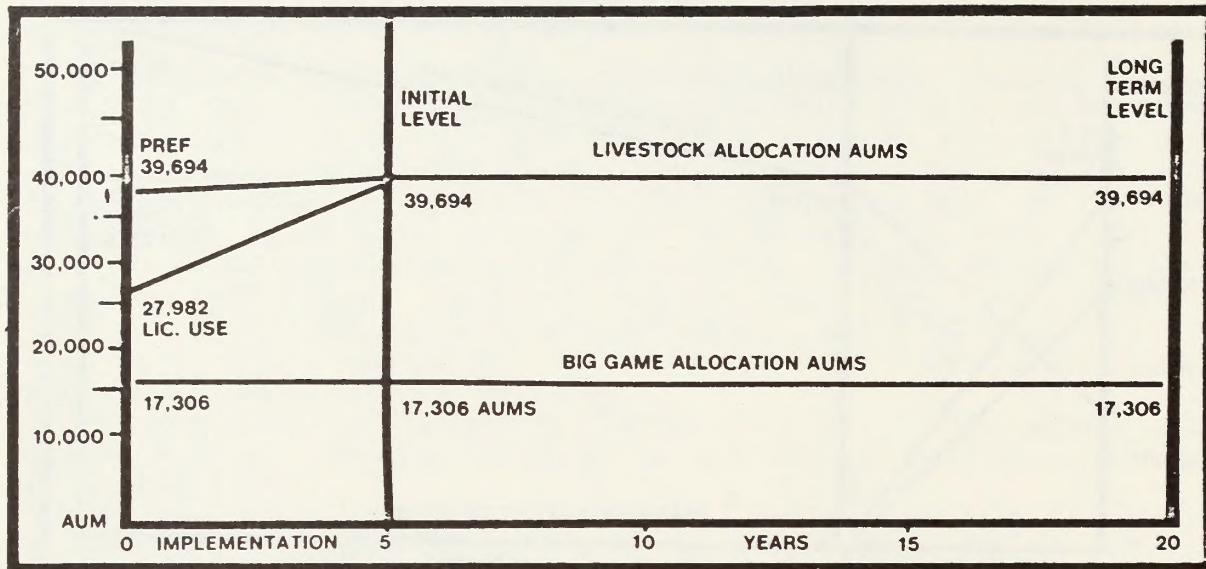 50,000
40,000
30,000
20,000
10,000
AUM
PREF
39,694
27,982
LIC. USE
17,306
INITIAL
LEVEL
LIVESTOCK ALLOCATION AUMS
39,694
BIG GAME ALLOCATION AUMS
17,306 AUMS
LONG
TERM
LEVEL
39,694
17,306
0 IMPLEMENTATION 5 10 YEARS 15 20